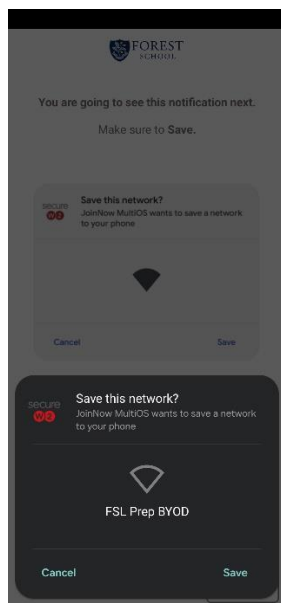 FOREST
SCHOOL
You are going to see this notification next.
Make sure to Save.
secure
W2
Save this network?
JoinNow MultiOS wants to save a network
to your phone
Cancel
Save
secure
W2
Save this network?
JoinNow MultiOS wants to save a network
to your phone
FSL Prep BYOD
Cancel
Save